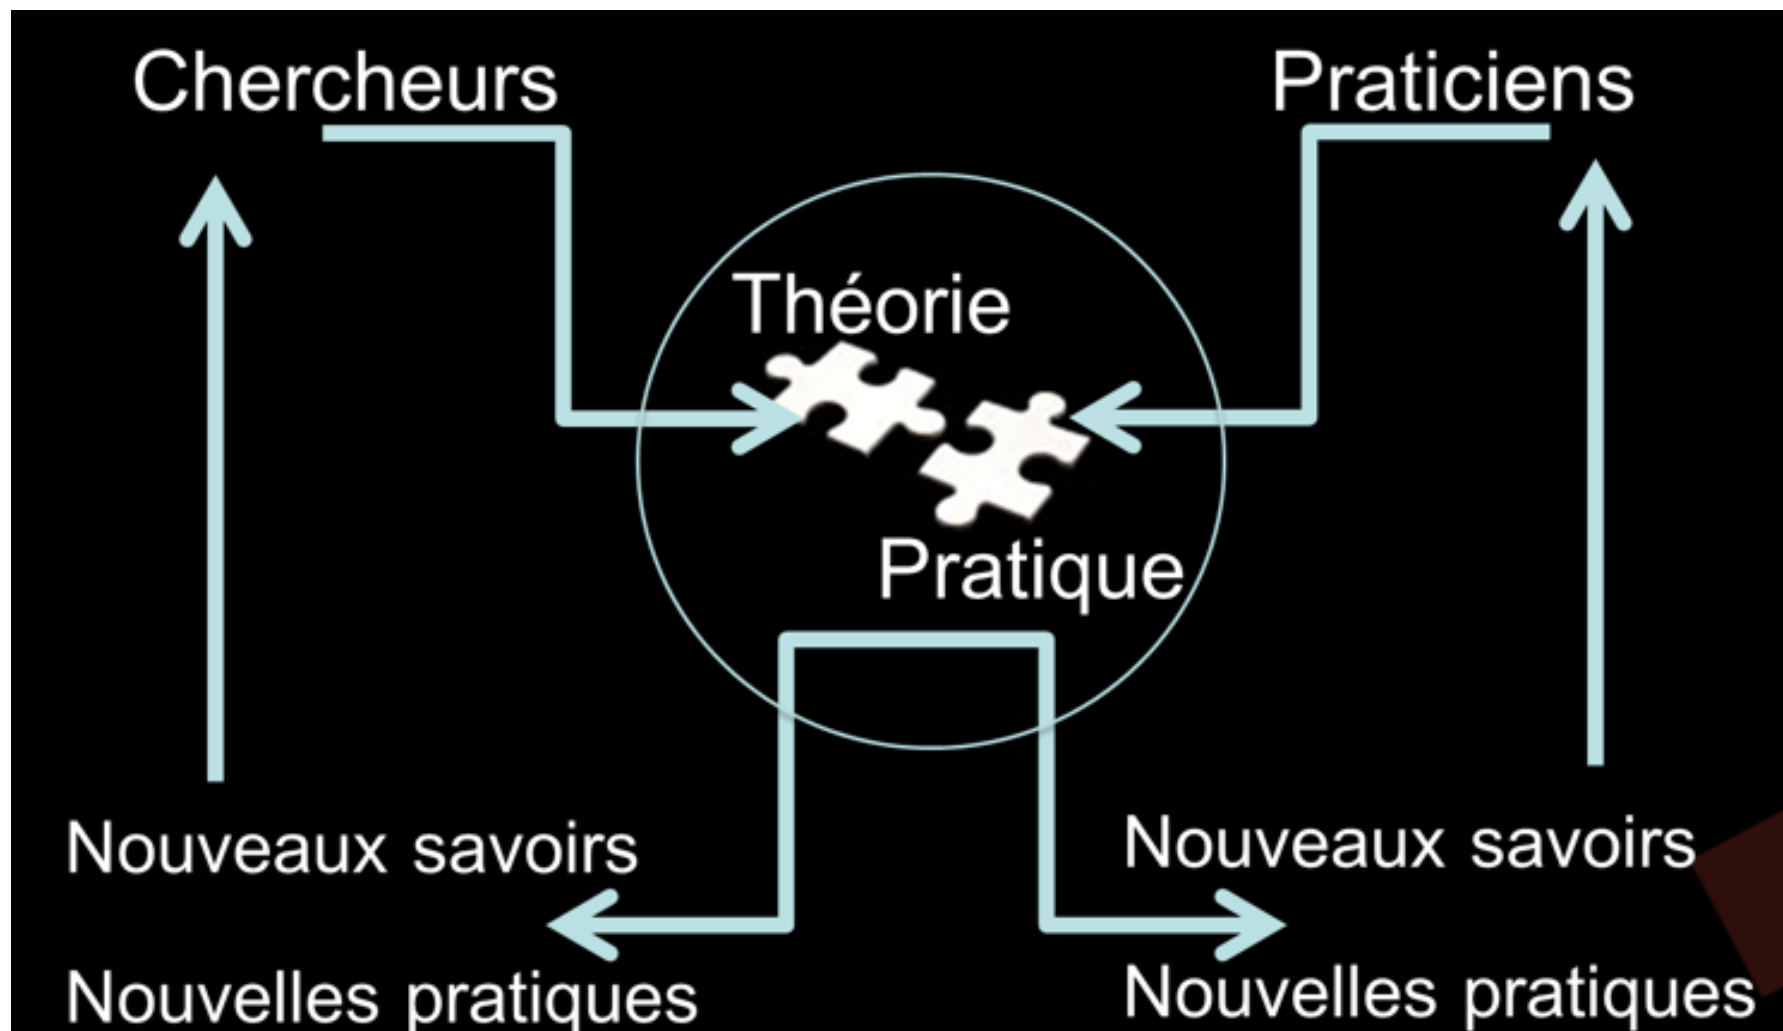 Chercheurs
Praticiens
Théorie
Pratique
Nouveaux savoirs
Nouvelles pratiques
Nouveaux savoirs
Nouvelles pratiques